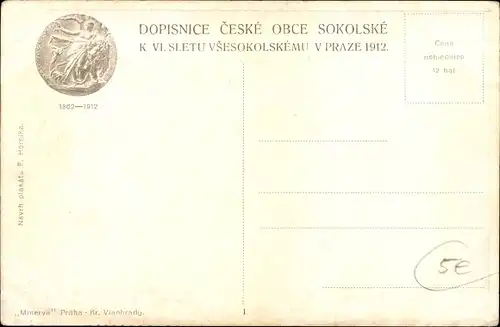 DOPISNICE ČESKÉ OBCE SOKOLSKÉ
K VI. SLETU VŠESOKOLSKÉMU V PRAZE 1912.
Cena
12 hal
1862—1912
Návrh plakátu F. Horníka.
5€
„Minerva" Praha - Kr. Vinohrady.
1